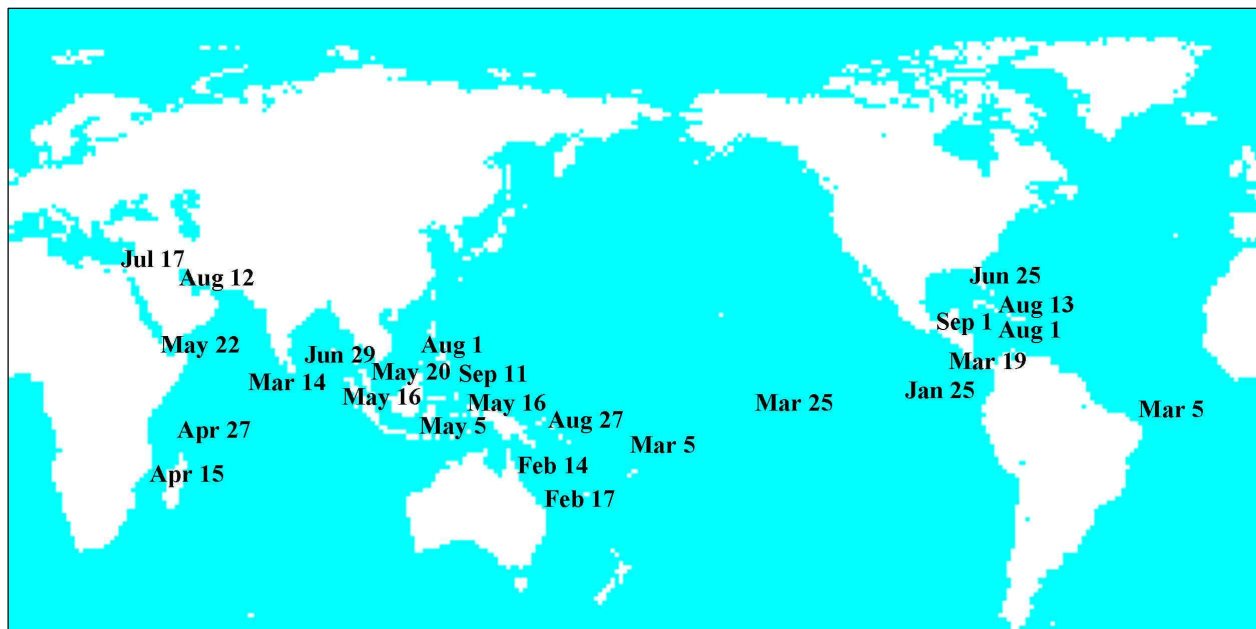 Jul 17
Aug 12
Jun 25
Aug 13
Sep 1
Aug 1
May 22
Jun 29
Aug 1
Mar 19
Mar 14
May 20
Sep 11
Jan 25
May 16
May 16
Mar 25
Mar 5
Apr 27
May 5
Aug 27
Mar 5
Apr 15
Feb 14
Feb 17